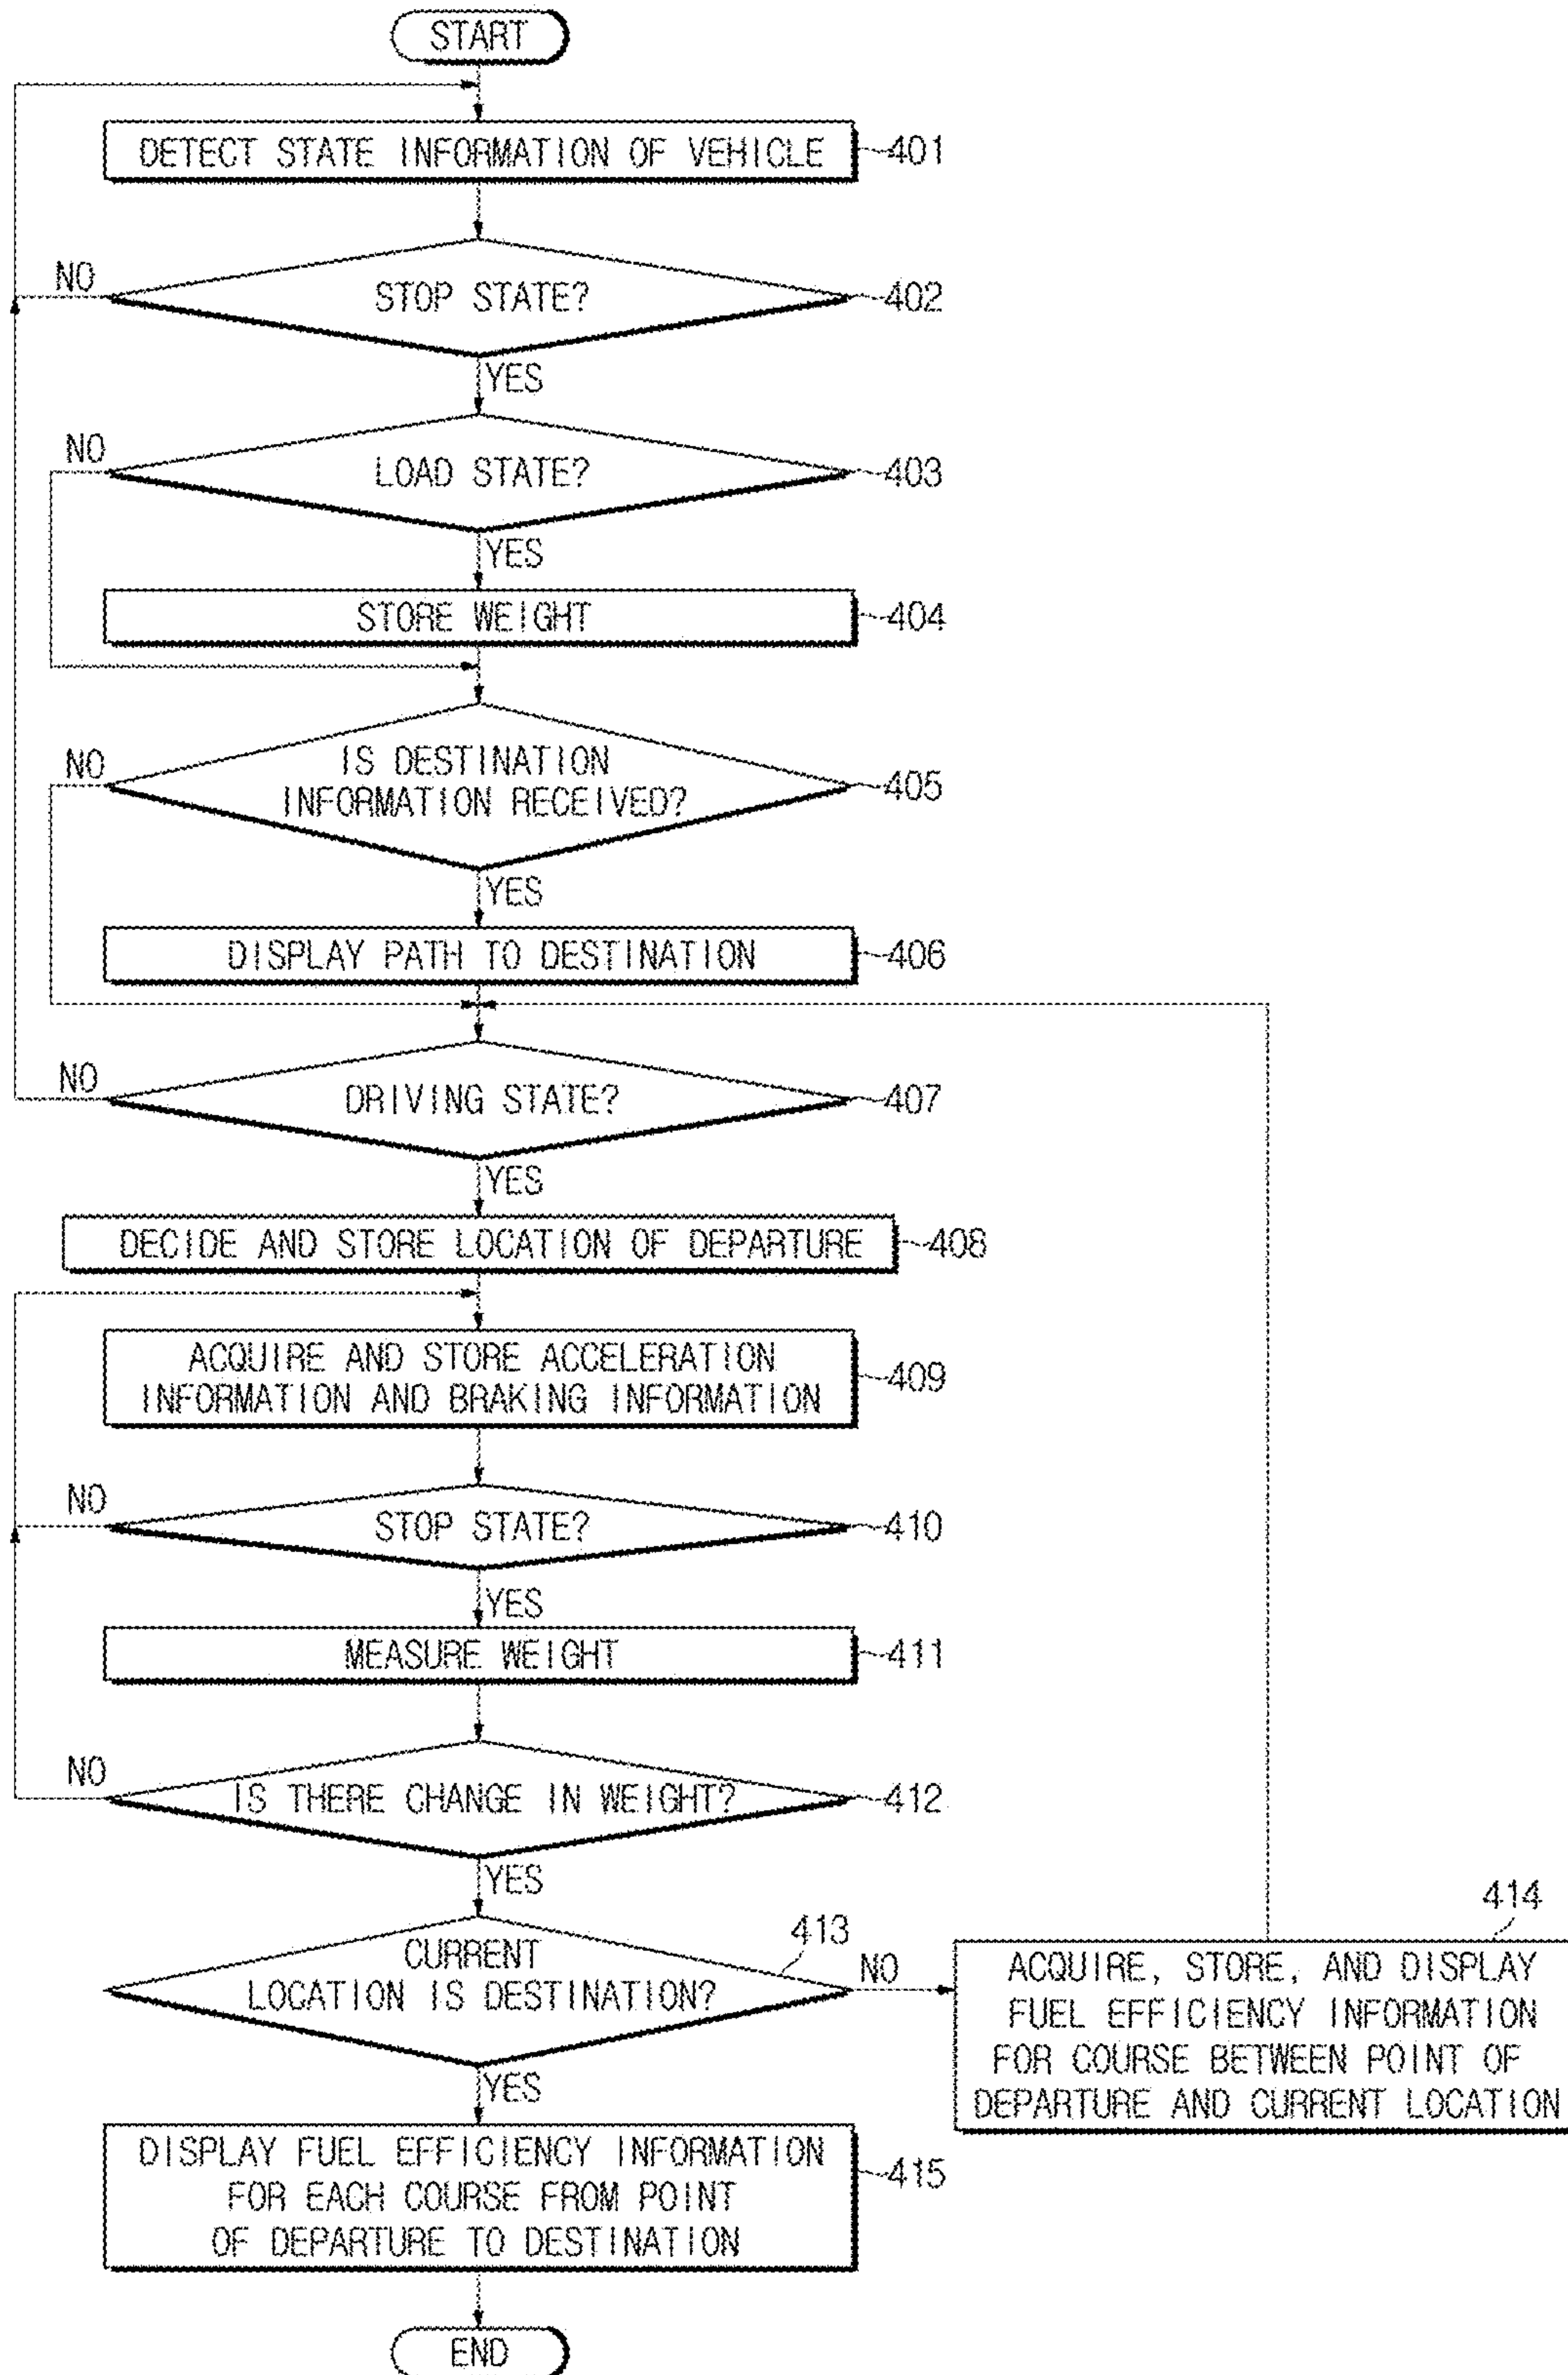 START
DETECT STATE INFORMATION OF VEHICLE
401
NO
STOP STATE?
402
YES
NO
LOAD STATE?
403
YES
STORE WEIGHT
404
NO
IS DESTINATION
INFORMATION RECEIVED?
405
YES
DISPLAY PATH TO DESTINATION
406
NO
DRIVING STATE?
407
YES
DECIDE AND STORE LOCATION OF DEPARTURE
408
ACQUIRE AND STORE ACCELERATION
INFORMATION AND BRAKING INFORMATION
409
NO
STOP STATE?
410
YES
MEASURE WEIGHT
411
NO
IS THERE CHANGE IN WEIGHT?
412
YES
CURRENT
LOCATION IS DESTINATION?
413
NO
414
ACQUIRE, STORE, AND DISPLAY
FUEL EFFICIENCY INFORMATION
FOR COURSE BETWEEN POINT OF
DEPARTURE AND CURRENT LOCATION
YES
DISPLAY FUEL EFFICIENCY INFORMATION
FOR EACH COURSE FROM POINT
OF DEPARTURE TO DESTINATION
415
END